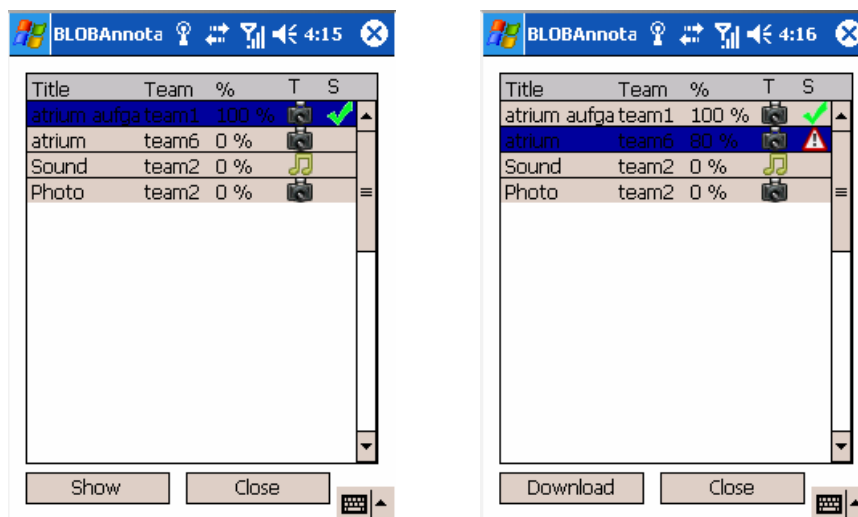 BLOBAnnota 4:15
Title Team % T S
atrium aufga team1 100 %
atrium team6 0 %
Sound team2 0 %
Photo team2 0 %
Show Close
BLOBAnnota 4:16
Title Team % T S
atrium aufga team1 100 %
atrium team6 80 %
Sound team2 0 %
Photo team2 0 %
Download Close